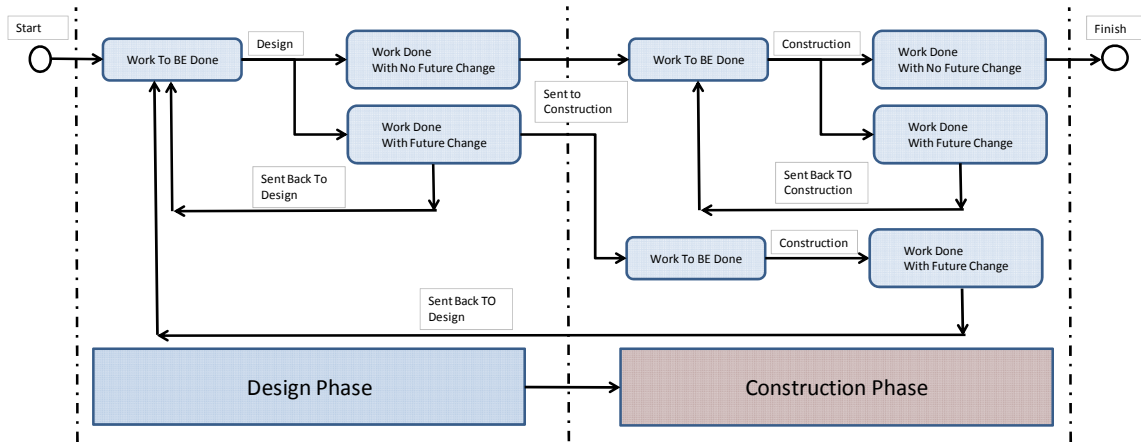 Start
Finish
Design
Construction
Work To BE Done
Work Done
With No Future Change
Work To BE Done
Work Done
With No Future Change
Sent to
Construction
Work Done
With Future Change
Work Done
With Future Change
Sent Back To
Design
Sent Back TO
Construction
Work To BE Done
Construction
Work Done
With Future Change
Sent Back TO
Design
Design Phase
Construction Phase